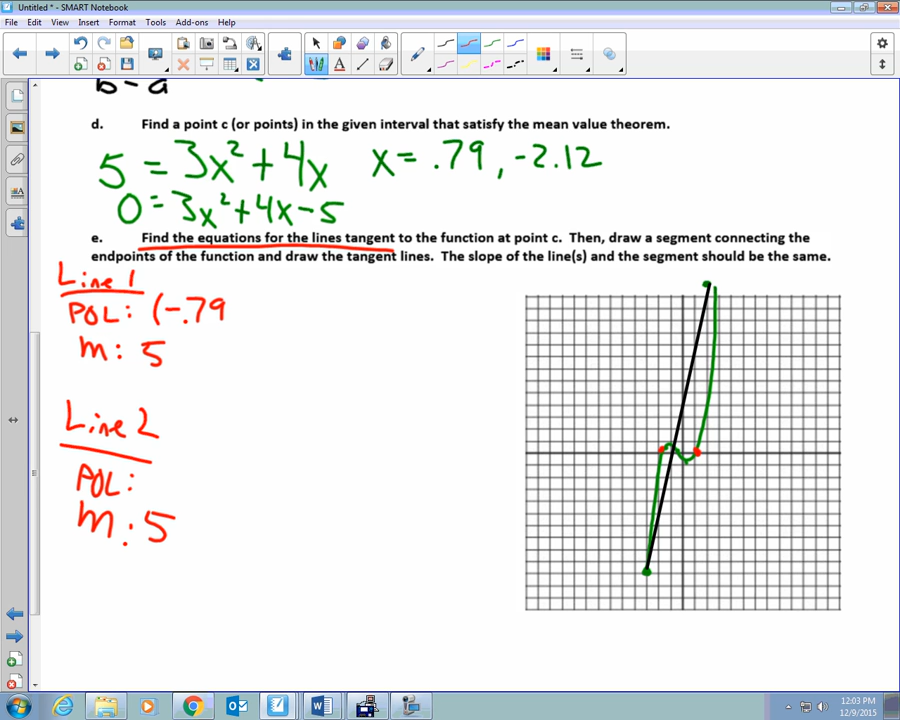 Untitled * - SMART Notebook
File Edit View Insert Format Tools Add-ons Help
b - a
d. Find a point c (or points) in the given interval that satisfy the mean value theorem.
5 = 3x² + 4x x = .79, -2.12
0 = 3x² + 4x - 5
e. Find the equations for the lines tangent to the function at point c. Then, draw a segment connecting the
endpoints of the function and draw the tangent lines. The slope of the line(s) and the segment should be the same.
Line 1
POL: (-.79
m: 5
Line 2
POL:
m: 5
12:03 PM
12/9/2015